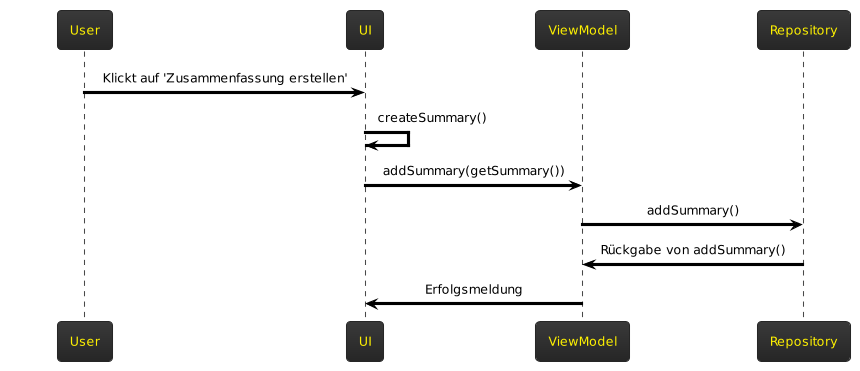 User
UI
ViewModel
Repository
Klickt auf 'Zusammenfassung erstellen'
createSummary()
addSummary(getSummary())
addSummary()
Rückgabe von addSummary()
Erfolgsmeldung
User
UI
ViewModel
Repository